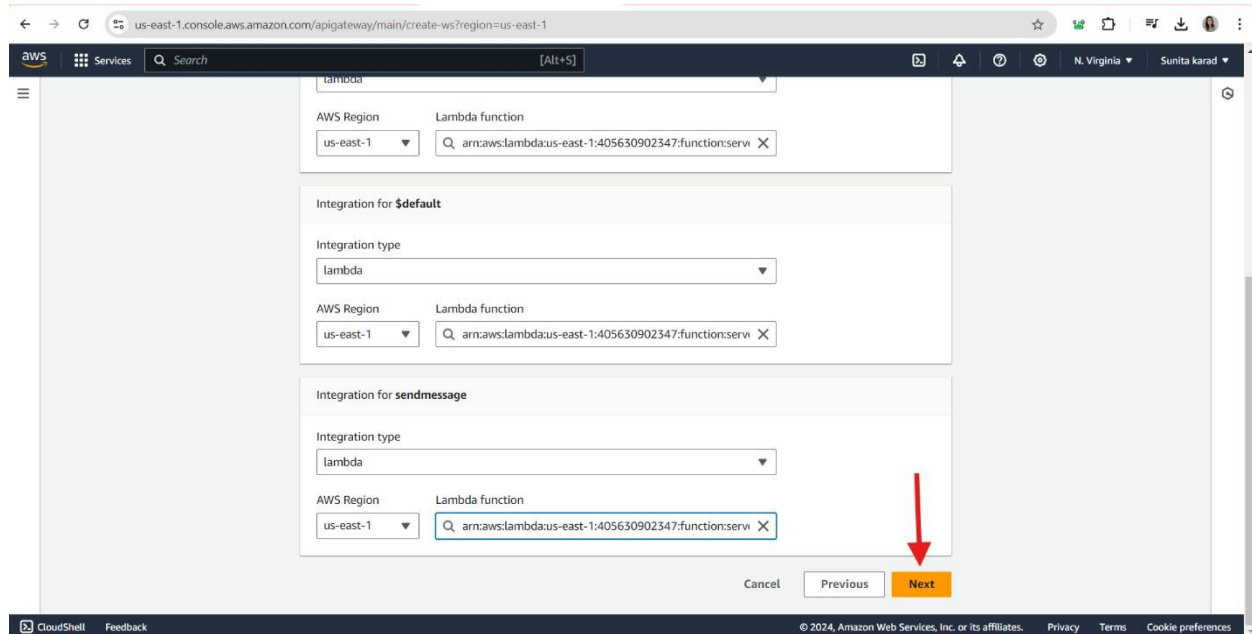 us-east-1.console.aws.amazon.com/apigateway/main/create-ws?region=us-east-1
aws Services Search [Alt+S] N. Virginia Sunita karad
lambda
AWS Region Lambda function
us-east-1 arn:aws:lambda:us-east-1:405630902347:function:serv
Integration for $default
Integration type
lambda
AWS Region Lambda function
us-east-1 arn:aws:lambda:us-east-1:405630902347:function:serv
Integration for sendmessage
Integration type
lambda
AWS Region Lambda function
us-east-1 arn:aws:lambda:us-east-1:405630902347:function:serv
Cancel Previous Next
CloudShell Feedback © 2024, Amazon Web Services, Inc. or its affiliates. Privacy Terms Cookie preferences